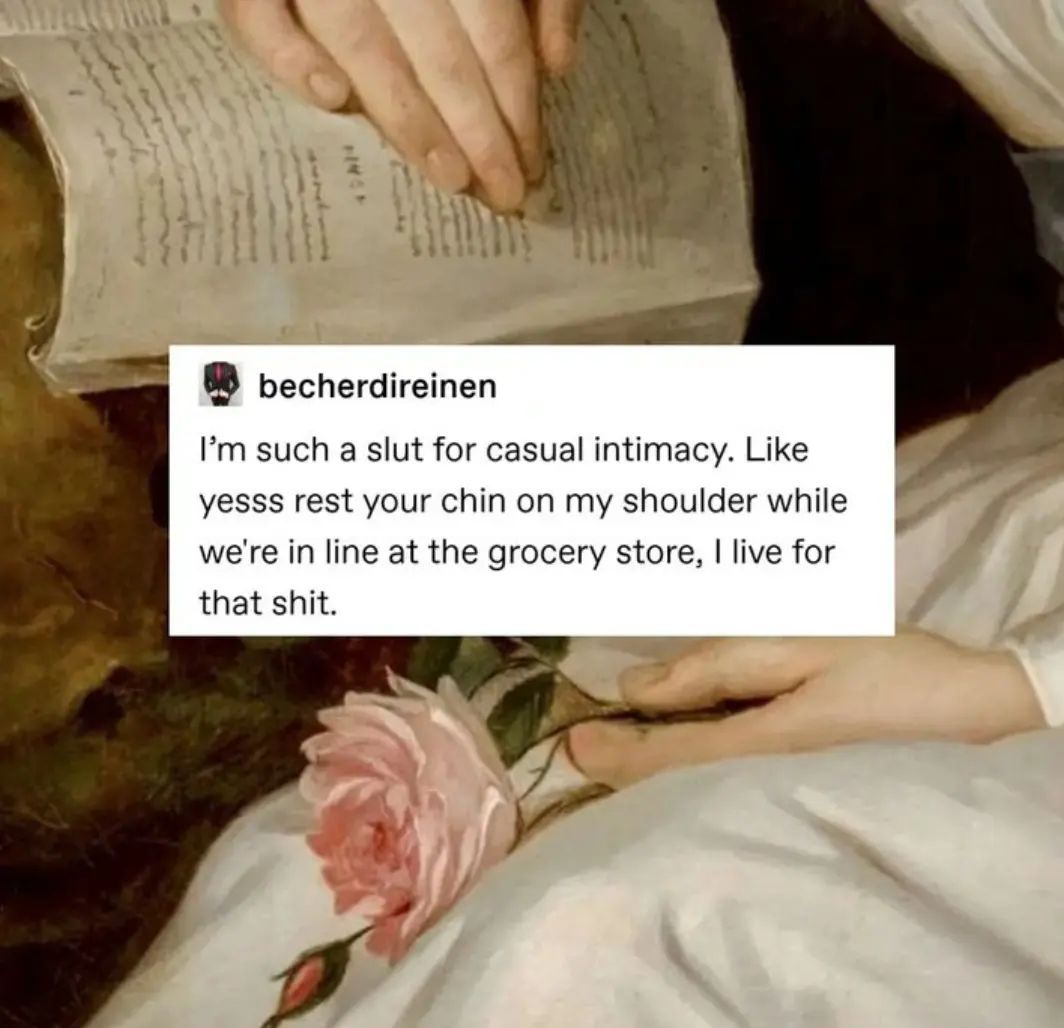 becherdireinen
I’m such a slut for casual intimacy. Like
yesss rest your chin on my shoulder while
we're in line at the grocery store, I live for
that shit.